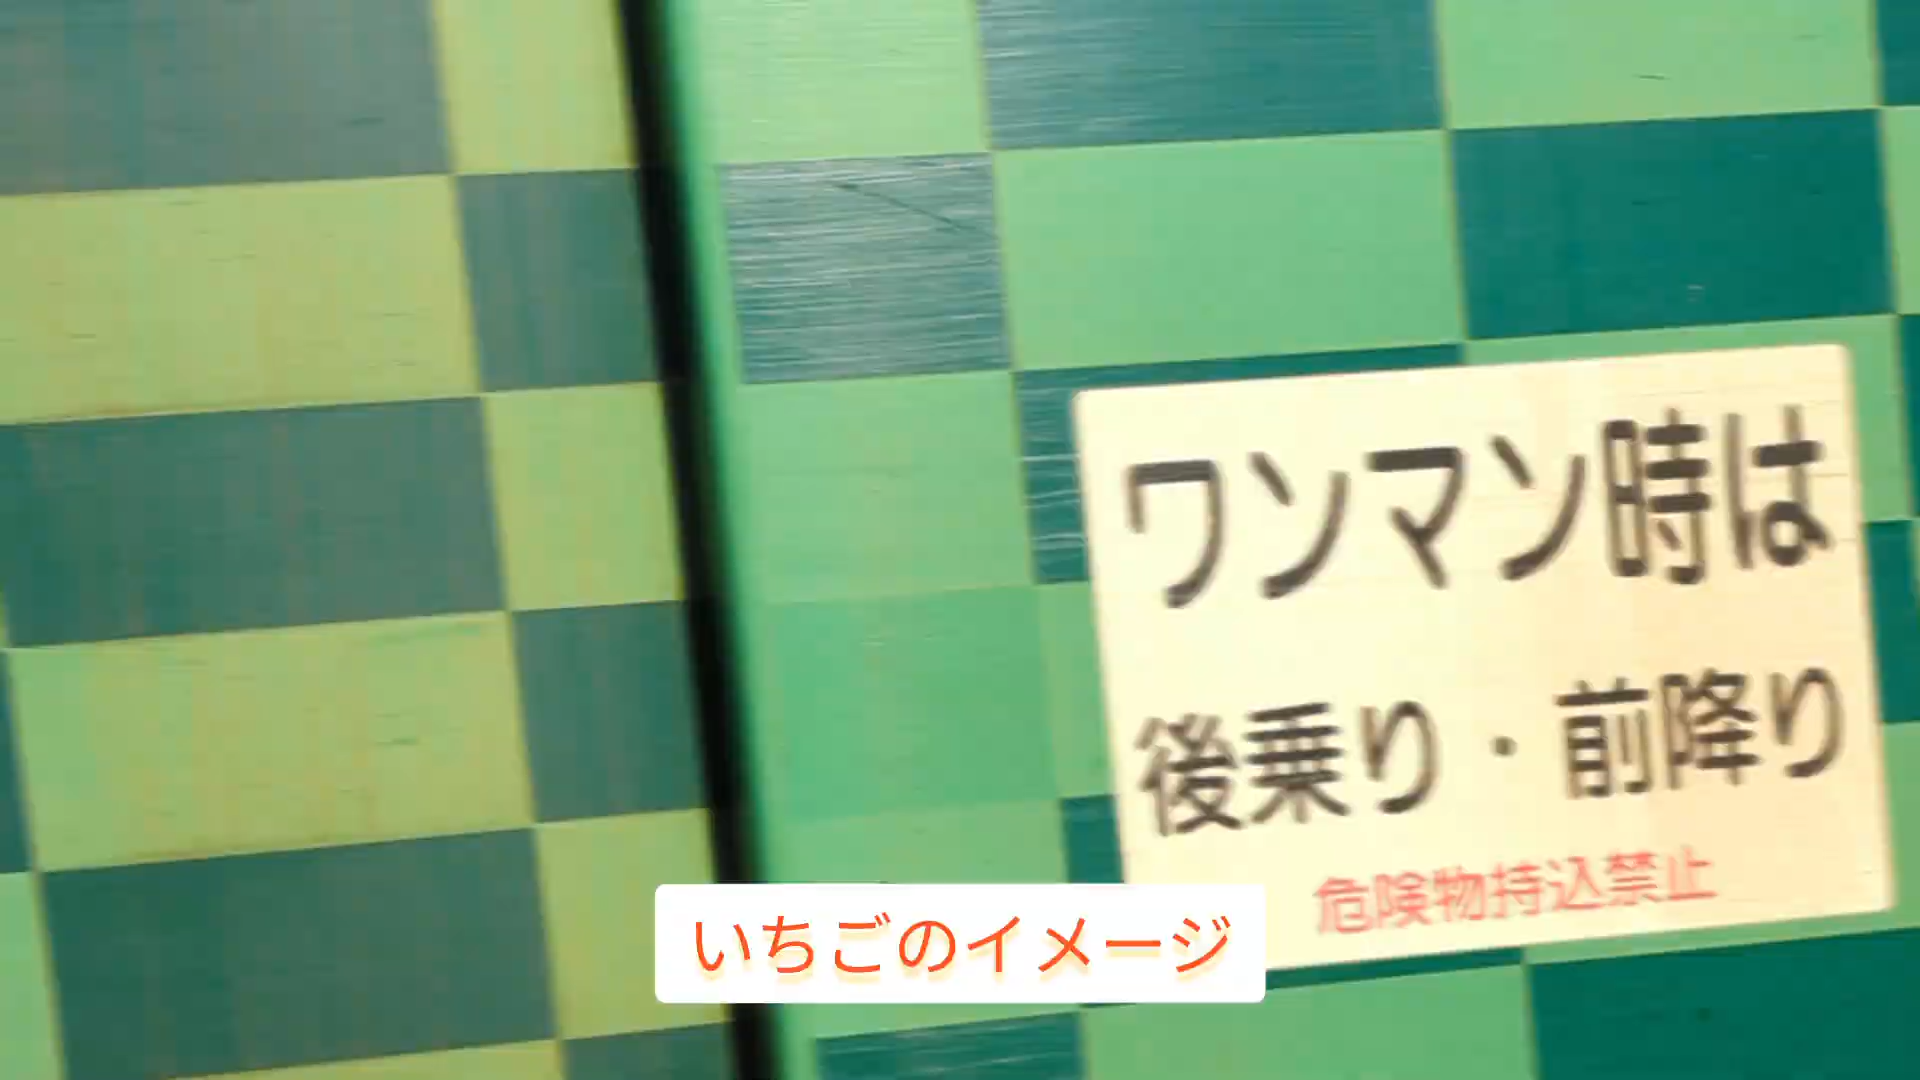 ワンマン時は
後乗り・前降り
危険物持込禁止
いちごのイメージ